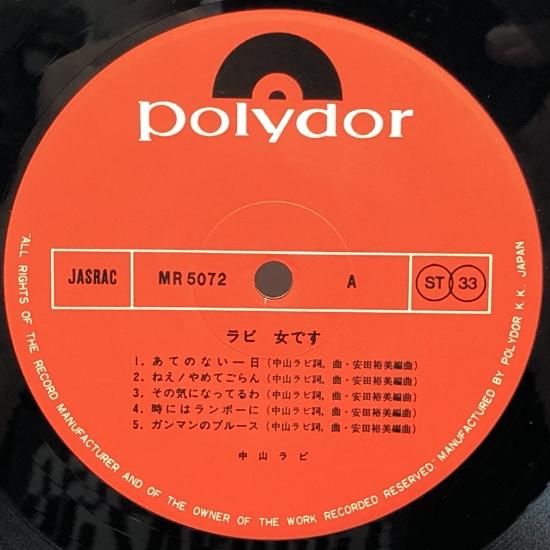 polydor
JASRAC MR 5072 A ST 33
ラビ 女です
1. あてのない一日(中山ラビ詞, 曲・安田裕美編曲)
2. ねえ!やめてごらん(中山ラビ詞, 曲・安田裕美編曲)
3. その気になってるわ(中山ラビ詞, 曲・安田裕美編曲)
4. 時にはランボーに(中山ラビ詞, 曲・安田裕美編曲)
5. ガンマンのブルース(中山ラビ詞, 曲・安田裕美編曲)
中山ラビ
"ALL RIGHTS OF THE RECORD MANUFACTURER AND OF THE OWNER OF THE WORK RECORDED RESERVED." MANUFACTURED BY POLYDOR K.K., JAPAN